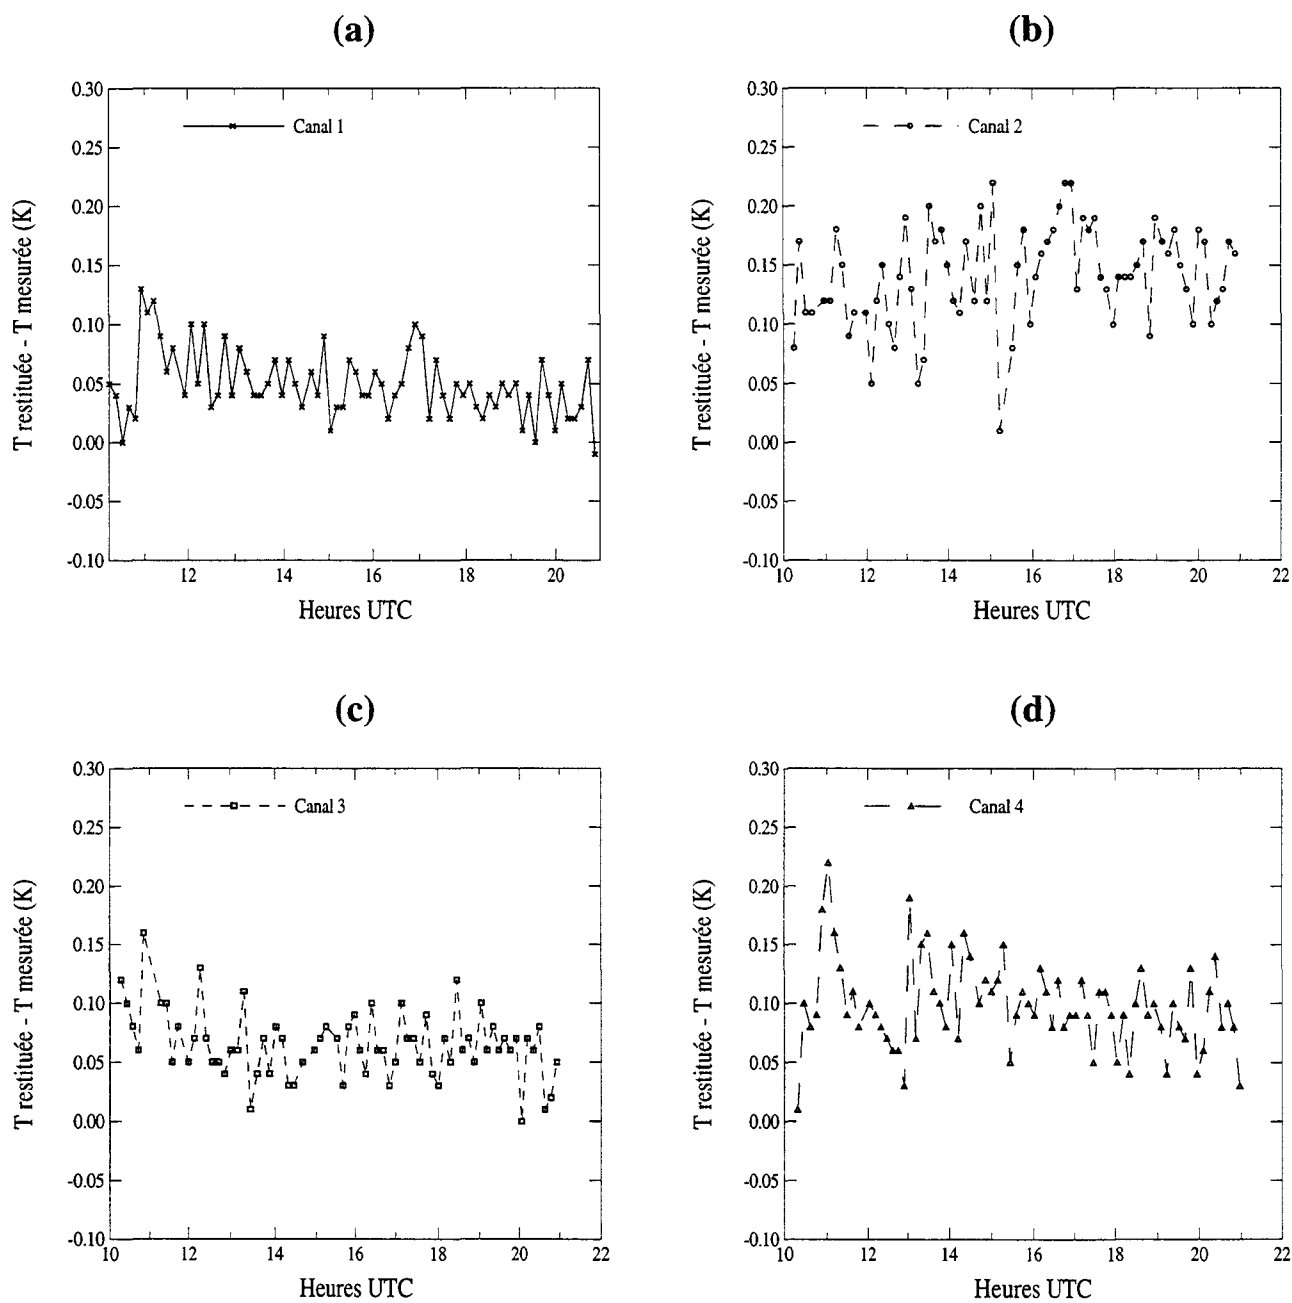 (a)
0.30
0.25
0.20
0.15
0.10
0.05
0.00
-0.05
-0.10
T restituée - T mesurée (K)
Canal 1
12 14 16 18 20
Heures UTC
(b)
0.30
0.25
0.20
0.15
0.10
0.05
0.00
-0.05
-0.10
T restituée - T mesurée (K)
Canal 2
10 12 14 16 18 20 22
Heures UTC
(c)
0.30
0.25
0.20
0.15
0.10
0.05
0.00
-0.05
-0.10
T restituée - T mesurée (K)
Canal 3
10 12 14 16 18 20 22
Heures UTC
(d)
0.30
0.25
0.20
0.15
0.10
0.05
0.00
-0.05
-0.10
T restituée - T mesurée (K)
Canal 4
10 12 14 16 18 20 22
Heures UTC